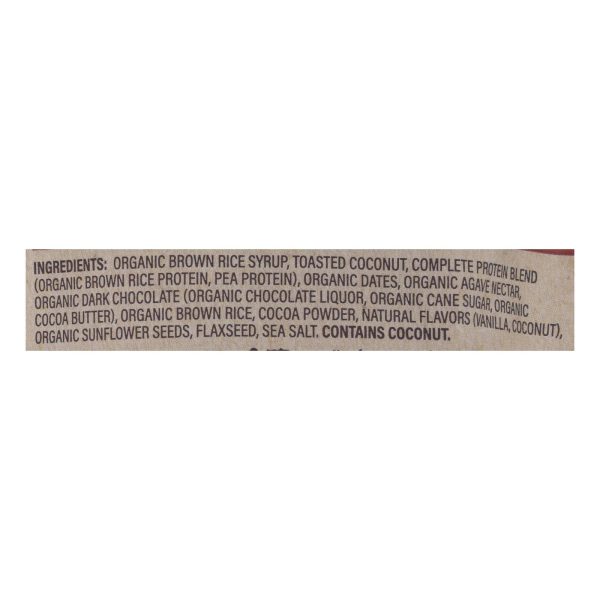 INGREDIENTS: ORGANIC BROWN RICE SYRUP, TOASTED COCONUT, COMPLETE PROTEIN BLEND
(ORGANIC BROWN RICE PROTEIN, PEA PROTEIN), ORGANIC DATES, ORGANIC AGAVE NECTAR,
ORGANIC DARK CHOCOLATE (ORGANIC CHOCOLATE LIQUOR, ORGANIC CANE SUGAR, ORGANIC
COCOA BUTTER), ORGANIC BROWN RICE, COCOA POWDER, NATURAL FLAVORS (VANILLA, COCONUT),
ORGANIC SUNFLOWER SEEDS, FLAXSEED, SEA SALT. CONTAINS COCONUT.